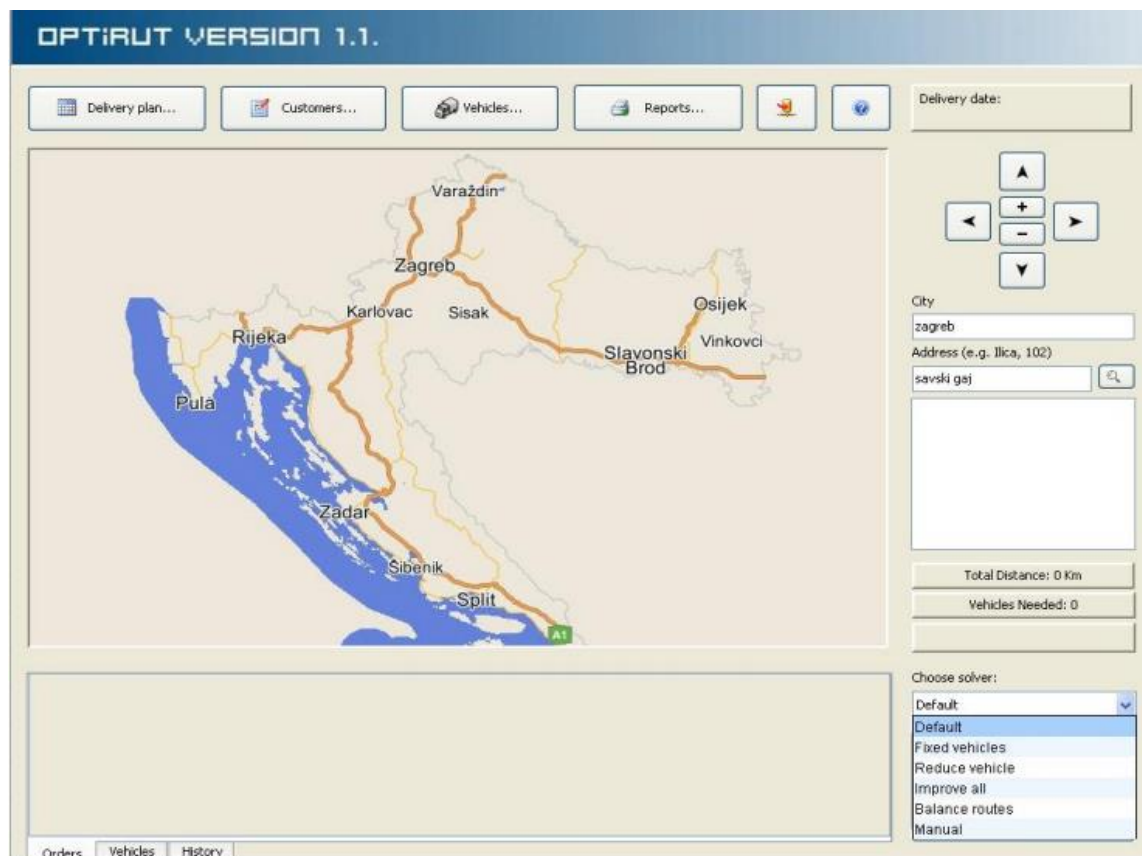 OPTiRUT VERSION 1.1.
Delivery plan...
Customers...
Vehicles...
Reports...
Delivery date:
Varaždin
Zagreb
Karlovac
Sisak
Osijek
Vinkovci
Slavonski
Brod
Rijeka
Pula
Zadar
Šibenik
Split
A1
+
−
City
zagreb
Address (e.g. Ilica, 102)
savski gaj
Total Distance: 0 Km
Vehicles Needed: 0
Choose solver:
Default
Default
Fixed vehicles
Reduce vehicle
Improve all
Balance routes
Manual
Orders
Vehicles
History